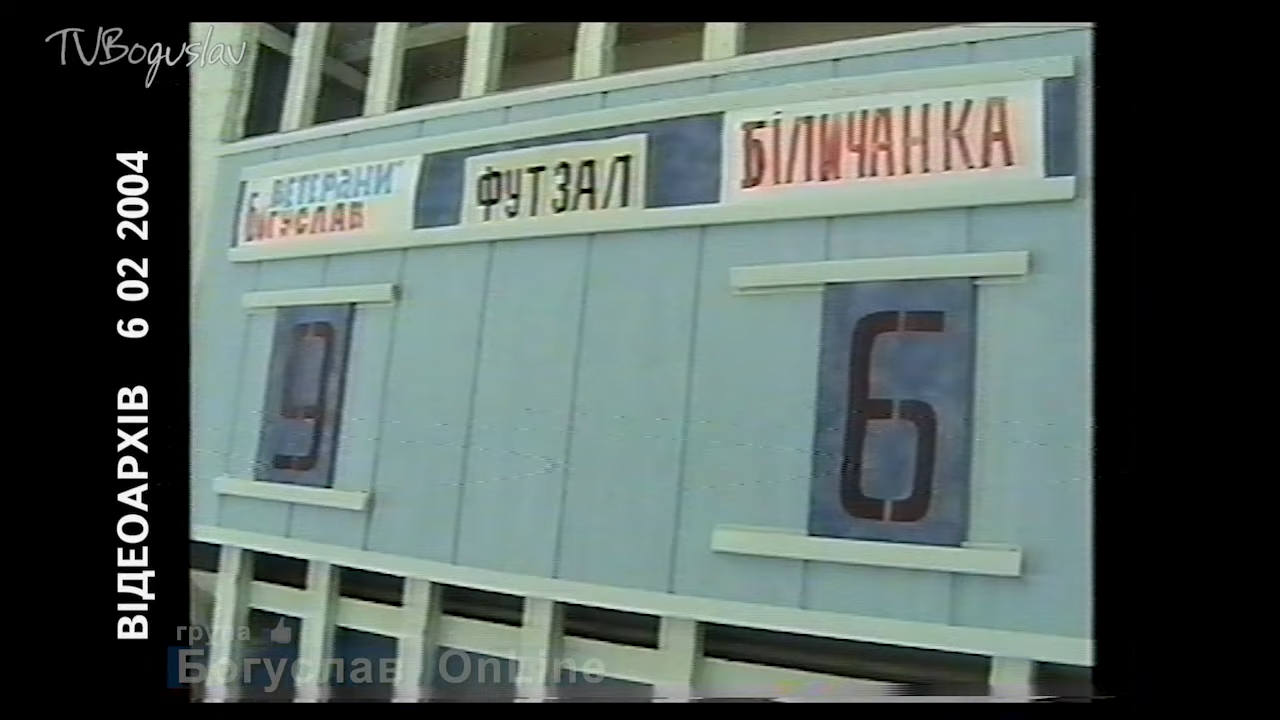 TVBoguslav
ВІДЕОАРХІВ 6 02 2004
"ВЕТЕРАНИ"
БОГУСЛАВ
ФУТЗАЛ
БІЛИЧАНКА
9
6
група
Богуслав OnLine